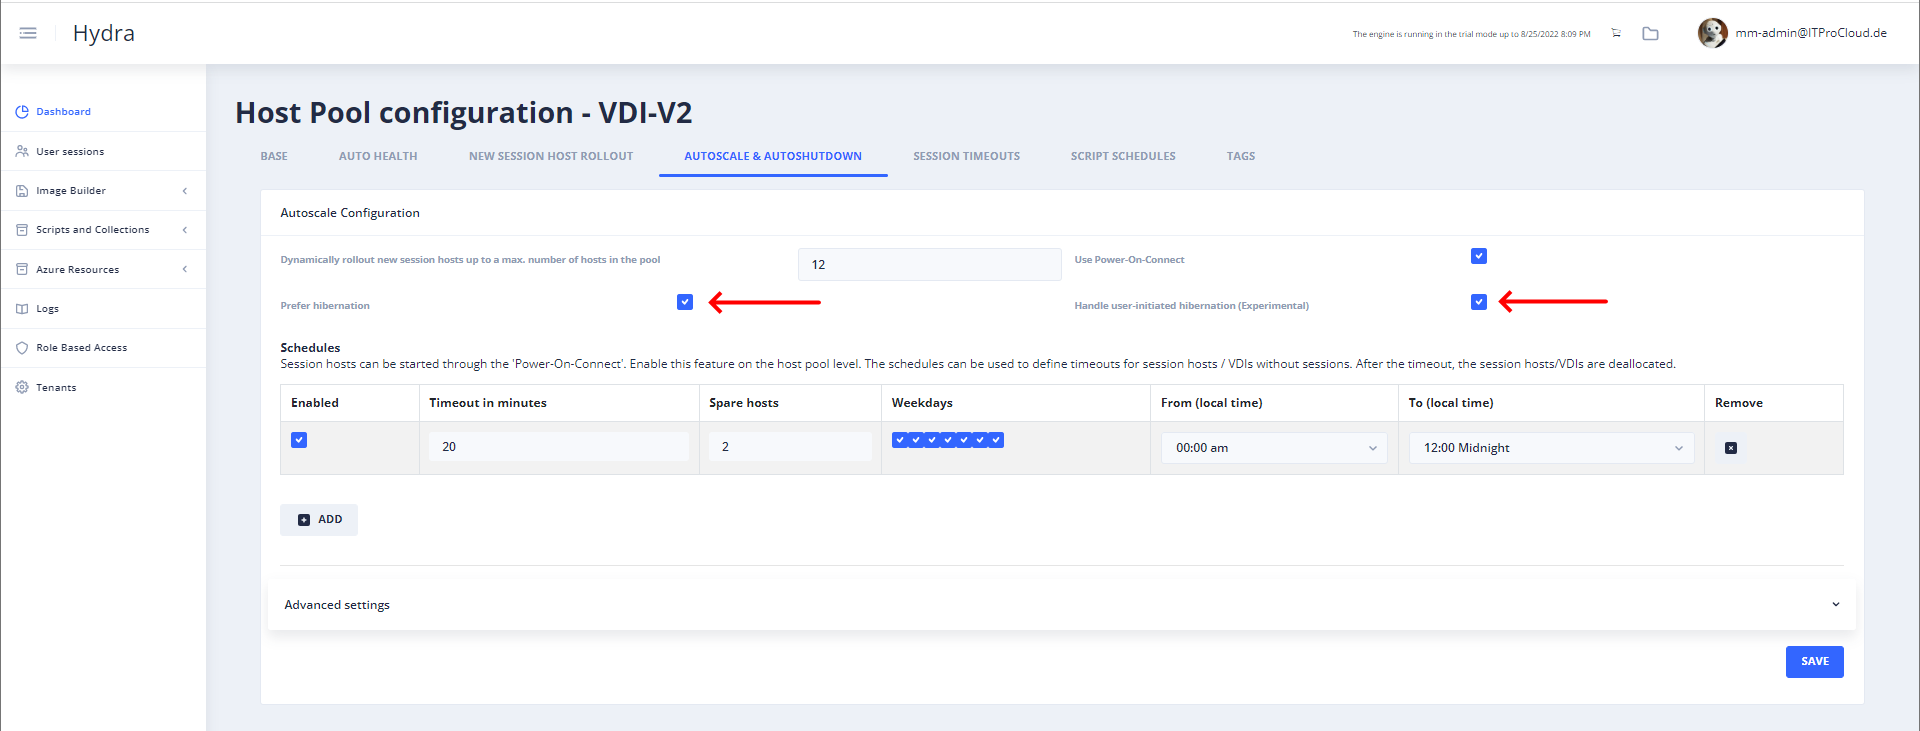 Hydra
The engine is running in the trial mode up to 8/25/2022 8:09 PM
mm-admin@ITProCloud.de
Dashboard
User sessions
Image Builder
Scripts and Collections
Azure Resources
Logs
Role Based Access
Tenants
Host Pool configuration - VDI-V2
BASE AUTO HEALTH NEW SESSION HOST ROLLOUT AUTOSCALE & AUTOSHUTDOWN SESSION TIMEOUTS SCRIPT SCHEDULES TAGS
Autoscale Configuration
Dynamically rollout new session hosts up to a max. number of hosts in the pool 12 Use Power-On-Connect
Prefer hibernation Handle user-initiated hibernation (Experimental)
Schedules
Session hosts can be started through the 'Power-On-Connect'. Enable this feature on the host pool level. The schedules can be used to define timeouts for session hosts / VDIs without sessions. After the timeout, the session hosts/VDIs are deallocated.
Enabled Timeout in minutes Spare hosts Weekdays From (local time) To (local time) Remove
20 2 00:00 am 12:00 Midnight
ADD
Advanced settings
SAVE